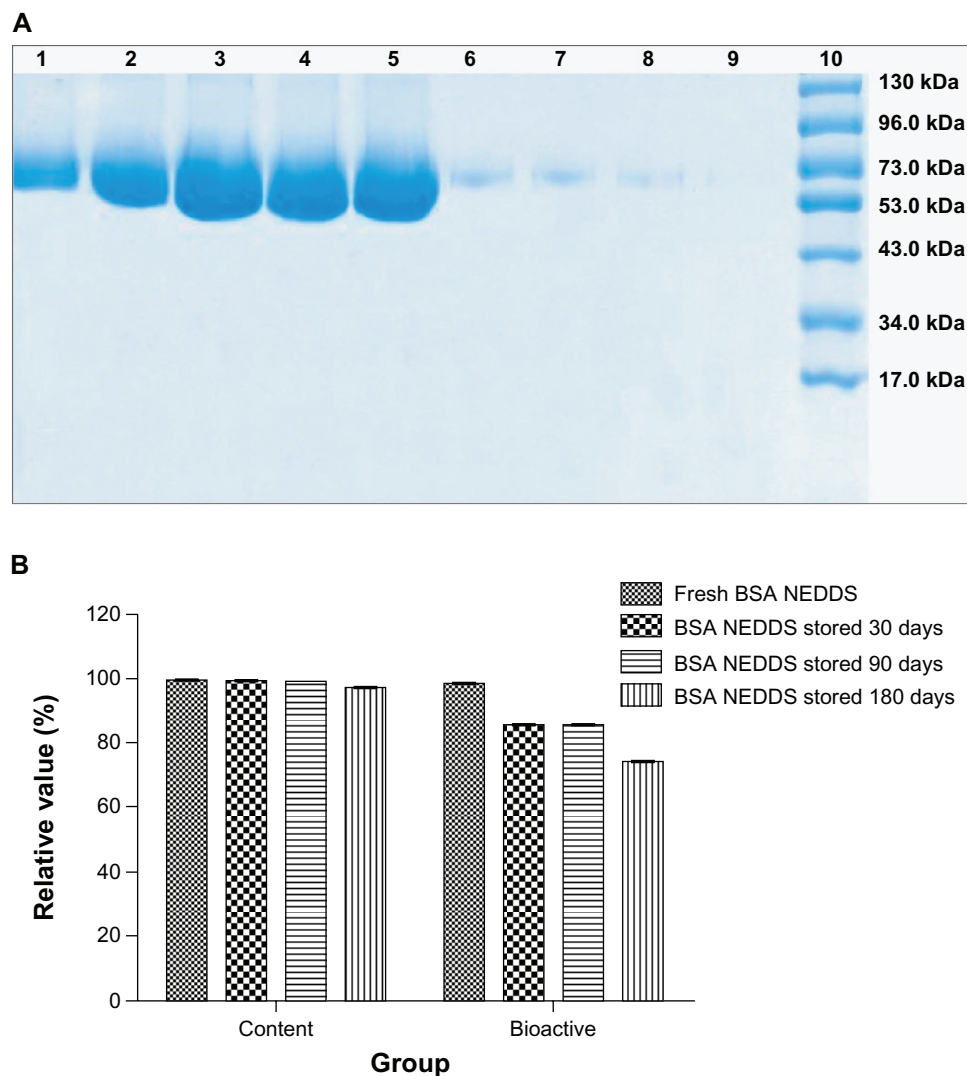 A
1 2 3 4 5 6 7 8 9 10
130 kDa
96.0 kDa
73.0 kDa
53.0 kDa
43.0 kDa
34.0 kDa
17.0 kDa
B
Fresh BSA NEDDS
BSA NEDDS stored 30 days
BSA NEDDS stored 90 days
BSA NEDDS stored 180 days
Relative value (%)
120
100
80
60
40
20
0
Content Bioactive
Group